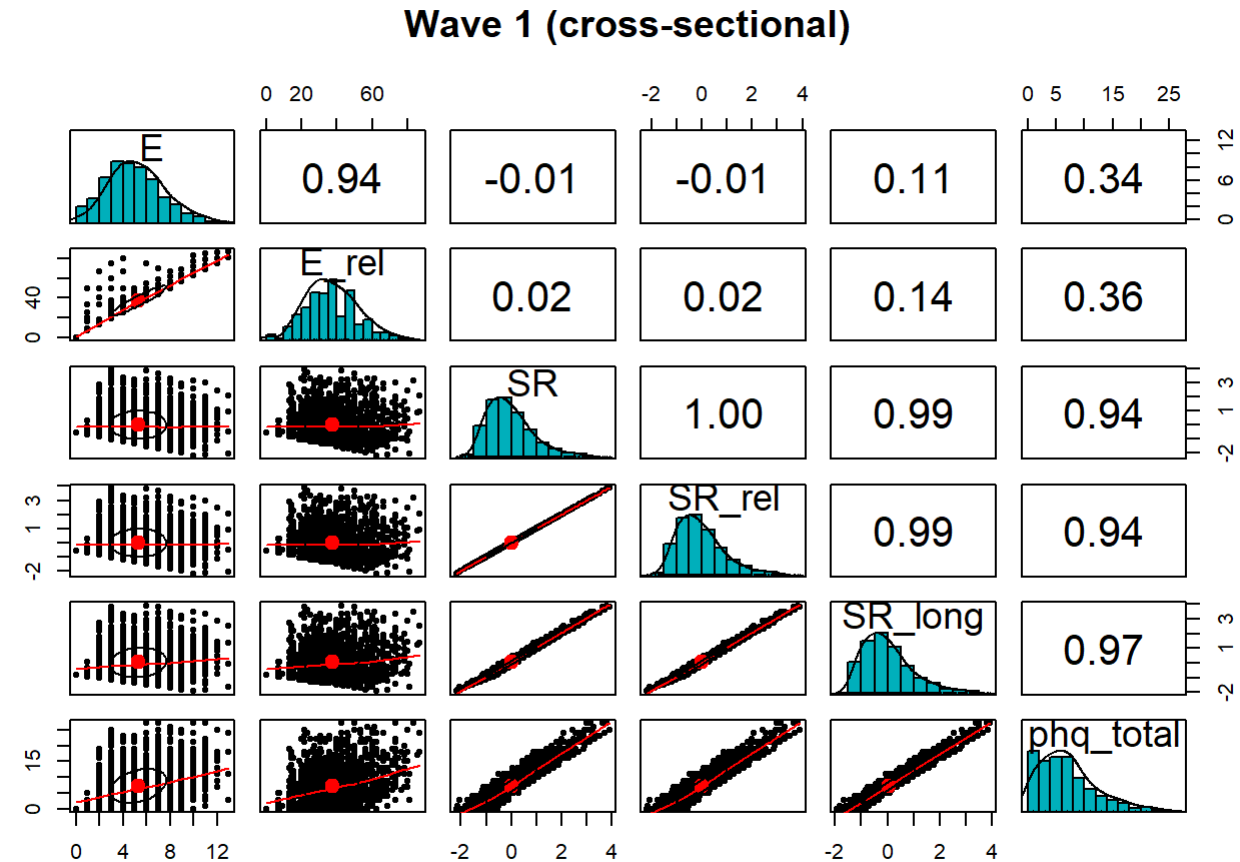 Wave 1 (cross-sectional)
0 20 60 -2 0 2 4 0 5 15 25
E 0.94 -0.01 -0.01 0.11 0.34 0 6 12
0 40 E_rel 0.02 0.02 0.14 0.36
SR 1.00 0.99 0.94 -2 1 3
-2 1 3 SR_rel 0.99 0.94
SR_long 0.97 -2 1 3
0 15 phq_total
0 4 8 12 -2 0 2 4 -2 0 2 4